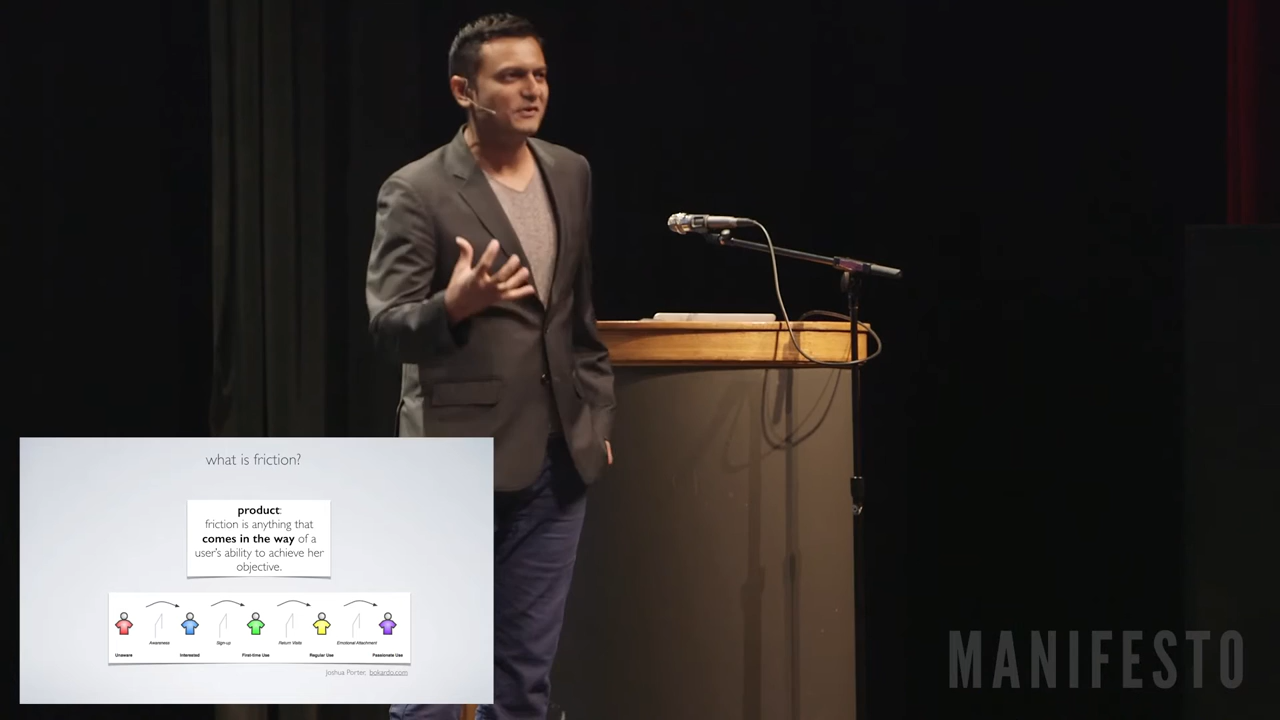 what is friction?
product:
friction is anything that
comes in the way of a
user's ability to achieve her
objective.
Awareness Sign-up Return Visits Emotional Attachment
Unaware Interested First-time Use Regular Use Passionate Use
Joshua Porter, bokardo.com
MANIFESTO